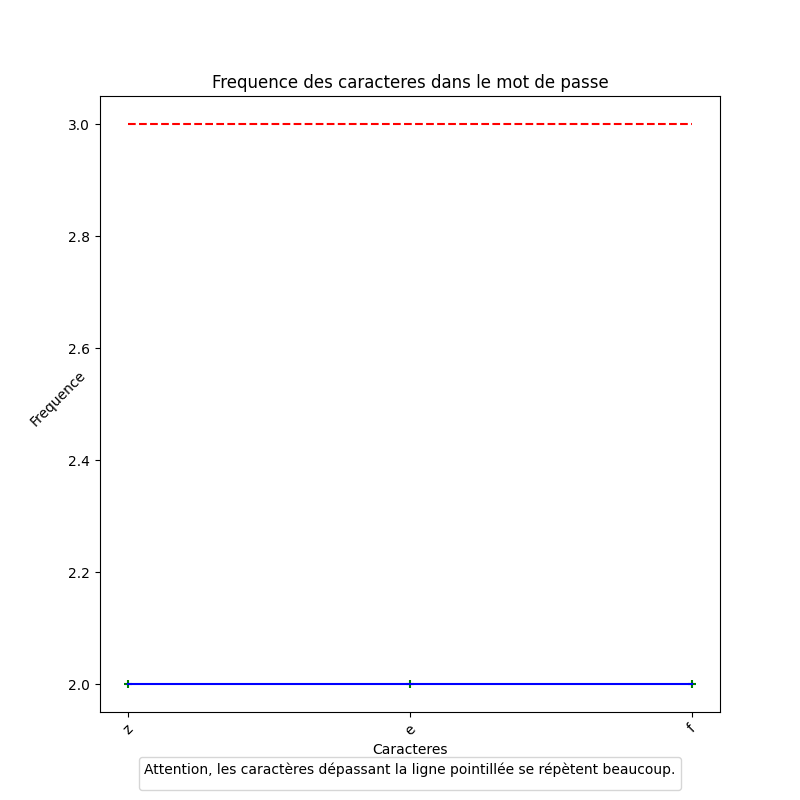 Frequence des caracteres dans le mot de passe
3.0
2.8
2.6
2.4
2.2
2.0
Frequence
z e f
Caracteres
Attention, les caractères dépassant la ligne pointillée se répètent beaucoup.